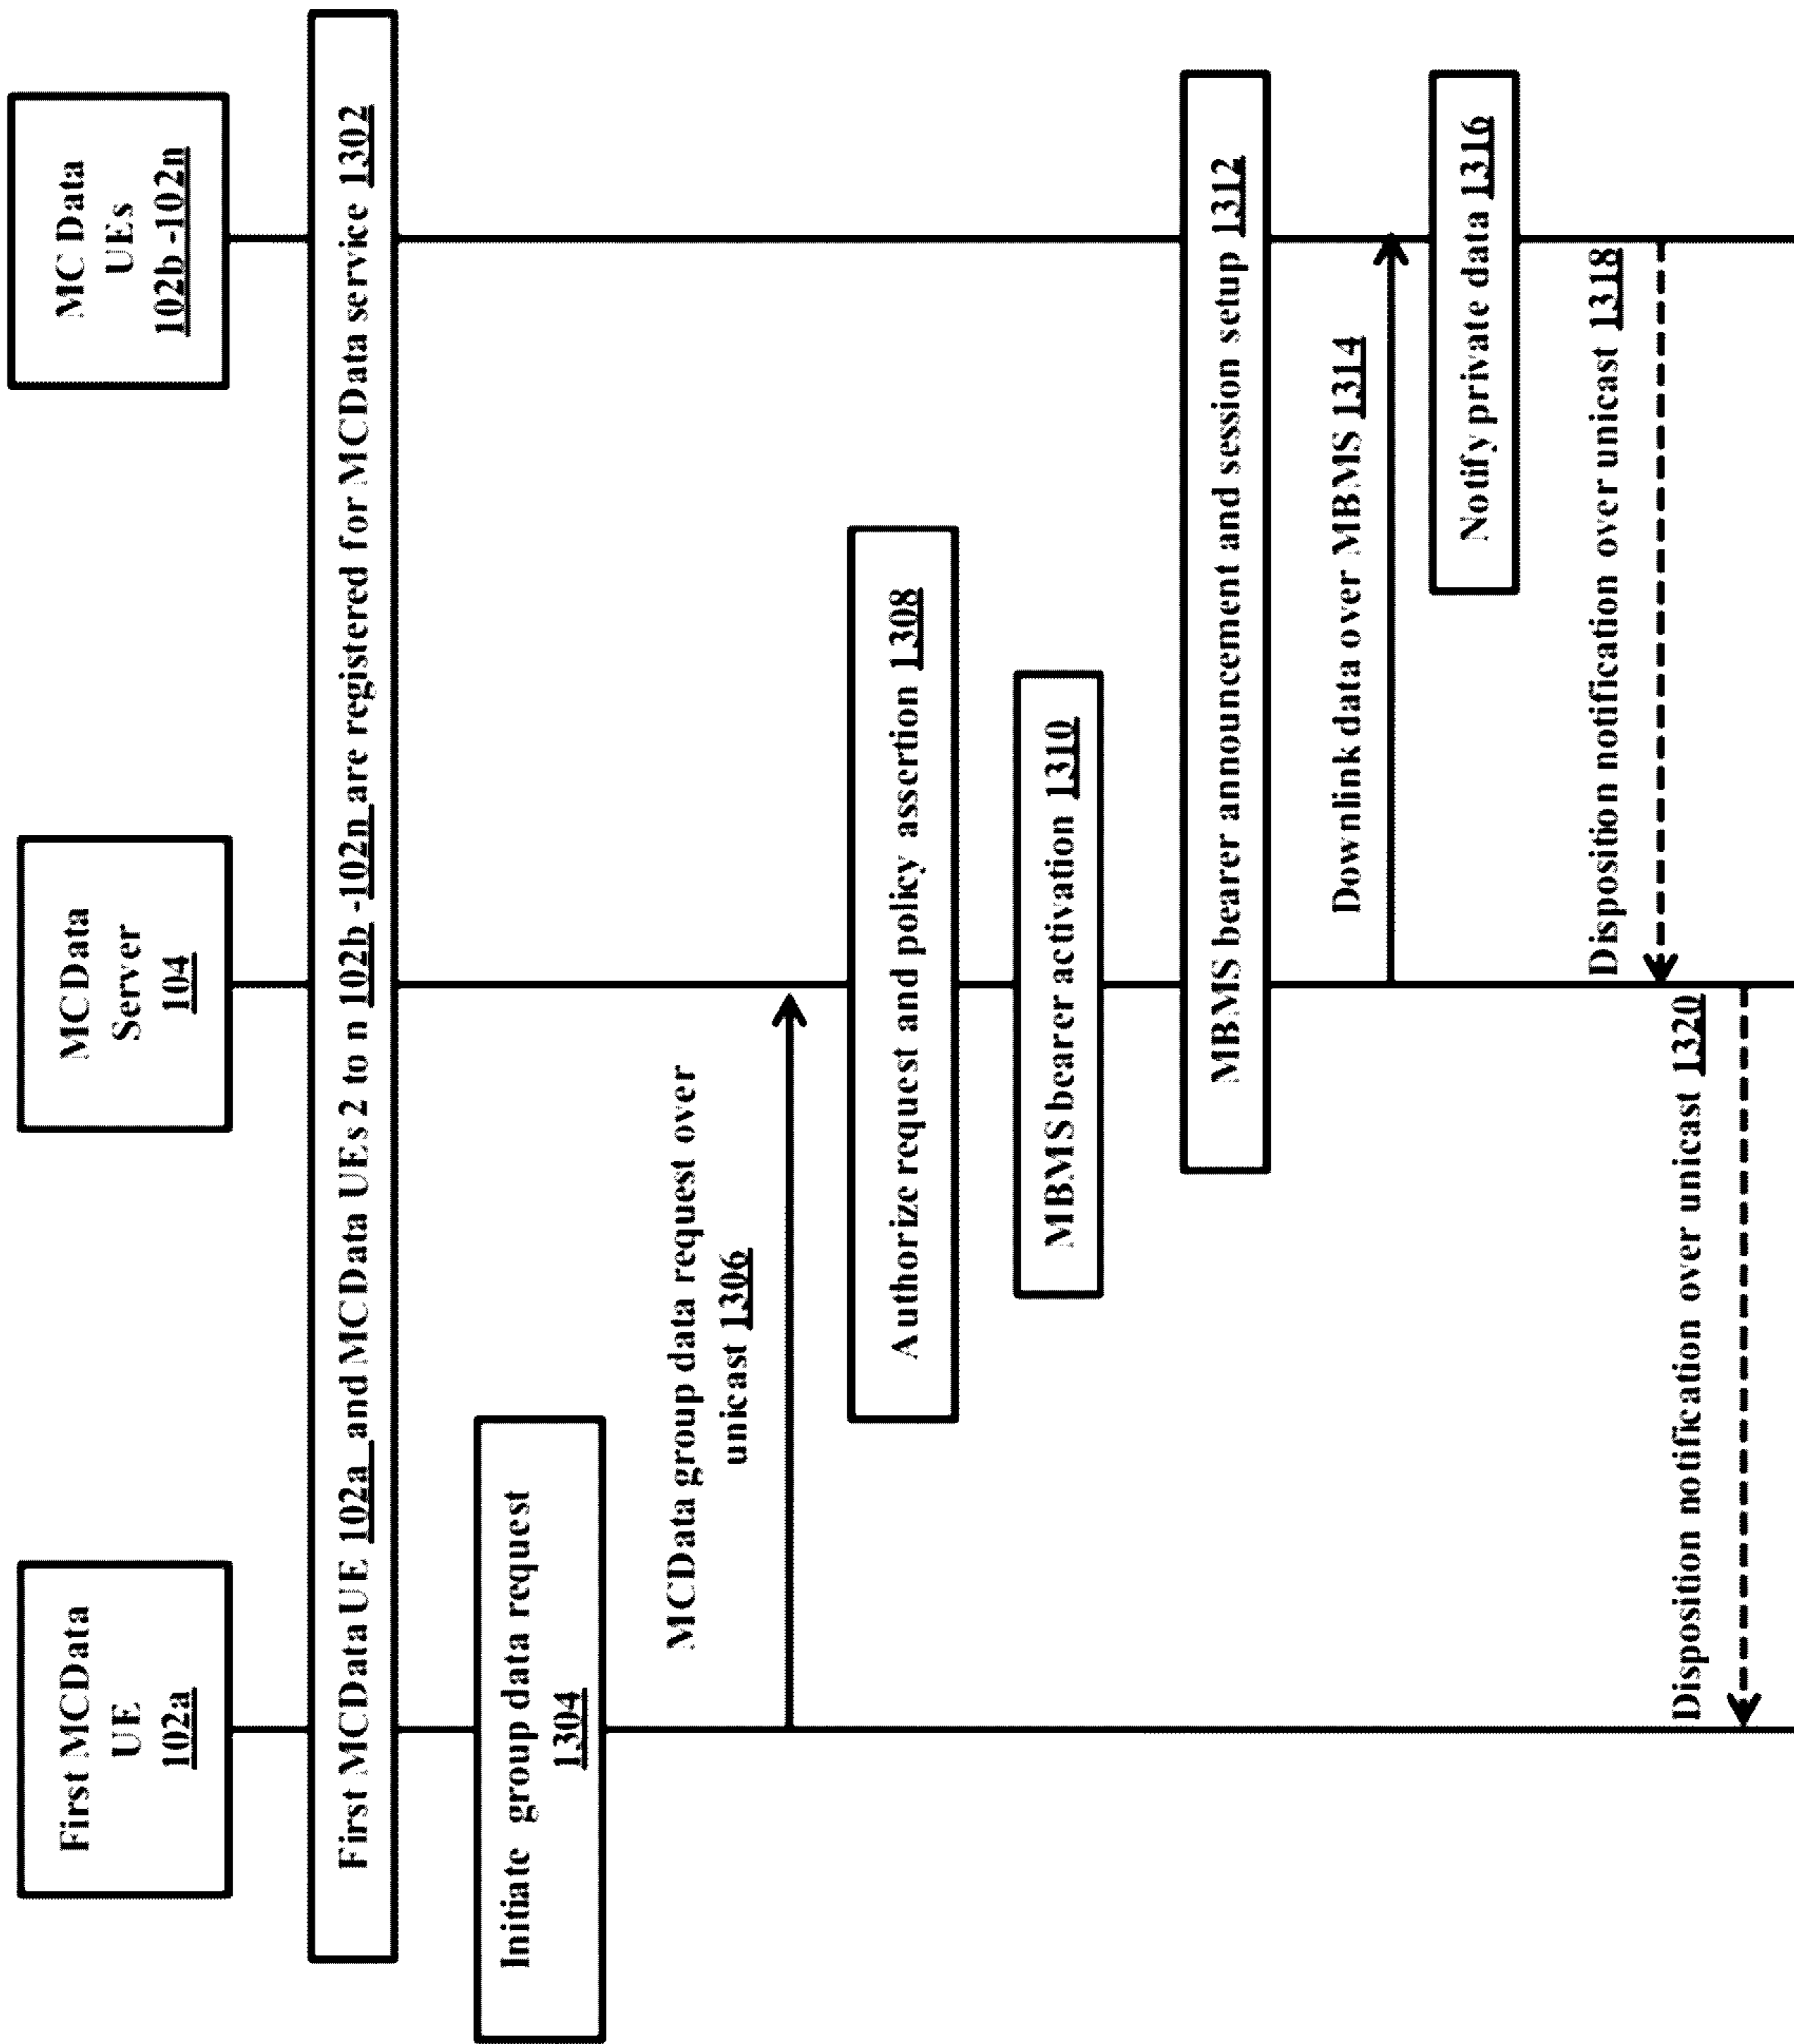 First MCData
UE
102a
MCData
Server
104
MC Data
UEs
102b -102n
First MCData UE 102a and MCData UEs 2 to n 102b -102n are registered for MCData service 1302
Initiate group data request
1304
MCData group data request over
unicast 1306
Authorize request and policy assertion 1308
MBMS bearer activation 1310
MBMS bearer announcement and session setup 1312
Downlink data over MBMS 1314
Notify private data 1316
Disposition notification over unicast 1318
Disposition notification over unicast 1320